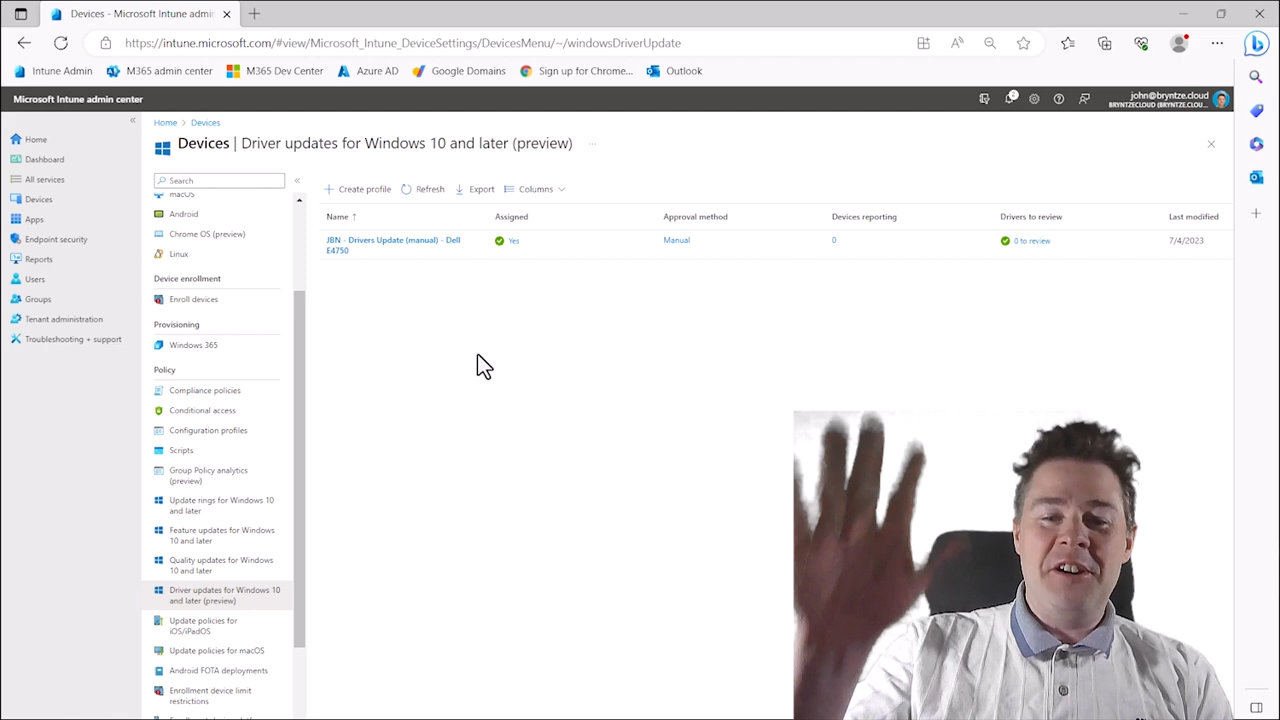 Devices - Microsoft Intune admin
https://intune.microsoft.com/#view/Microsoft_Intune_DeviceSettings/DevicesMenu/~/windowsDriverUpdate
Intune Admin
M365 admin center
M365 Dev Center
Azure AD
Google Domains
Sign up for Chrome...
Outlook
Microsoft Intune admin center
2
john@bryntze.cloud
BRYNTZECLOUD (BRYNTZE.CLOU...
Home
Dashboard
All services
Devices
Apps
Endpoint security
Reports
Users
Groups
Tenant administration
Troubleshooting + support
Home > Devices
Devices | Driver updates for Windows 10 and later (preview) ...
Search
macOS
Android
Chrome OS (preview)
Linux
Device enrollment
Enroll devices
Provisioning
Windows 365
Policy
Compliance policies
Conditional access
Configuration profiles
Scripts
Group Policy analytics
(preview)
Update rings for Windows 10
and later
Feature updates for Windows
10 and later
Quality updates for Windows
10 and later
Driver updates for Windows 10
and later (preview)
Update policies for
iOS/iPadOS
Update policies for macOS
Android FOTA deployments
Enrollment device limit
restrictions
Create profile
Refresh
Export
Columns
Name ↑ Assigned Approval method Devices reporting Drivers to review Last modified
JBN - Drivers Update (manual) - Dell Yes Manual 0 0 to review 7/4/2023
E4750